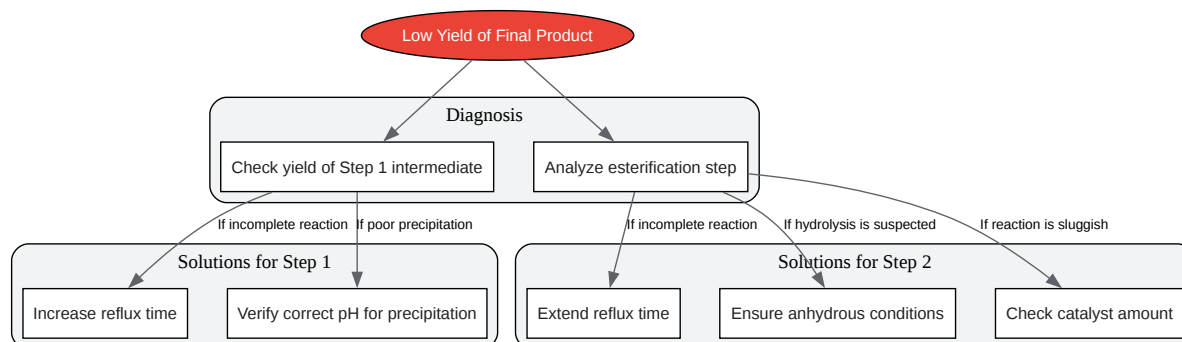 Low Yield of Final Product
Diagnosis
Check yield of Step 1 intermediate
Analyze esterification step
If incomplete reaction
If poor precipitation
If incomplete reaction
If hydrolysis is suspected
If reaction is sluggish
Solutions for Step 1
Solutions for Step 2
Increase reflux time
Verify correct pH for precipitation
Extend reflux time
Ensure anhydrous conditions
Check catalyst amount